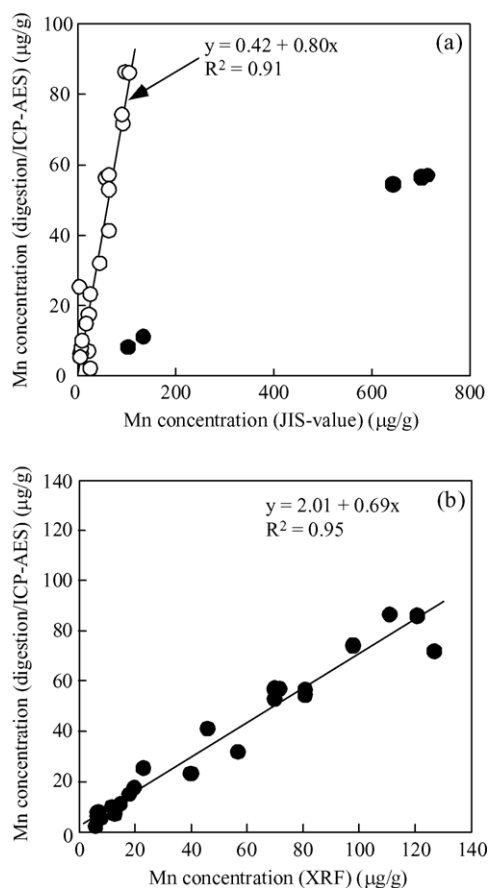 100
80
60
40
20
0
Mn concentration (digestion/ICP-AES) (μg/g)
y = 0.42 + 0.80x
R² = 0.91
(a)
0 200 400 600 800
Mn concentration (JIS-value) (μg/g)
140
120
100
80
60
40
20
0
Mn concentration (digestion/ICP-AES) (μg/g)
y = 2.01 + 0.69x
R² = 0.95
(b)
0 20 40 60 80 100 120 140
Mn concentration (XRF) (μg/g)